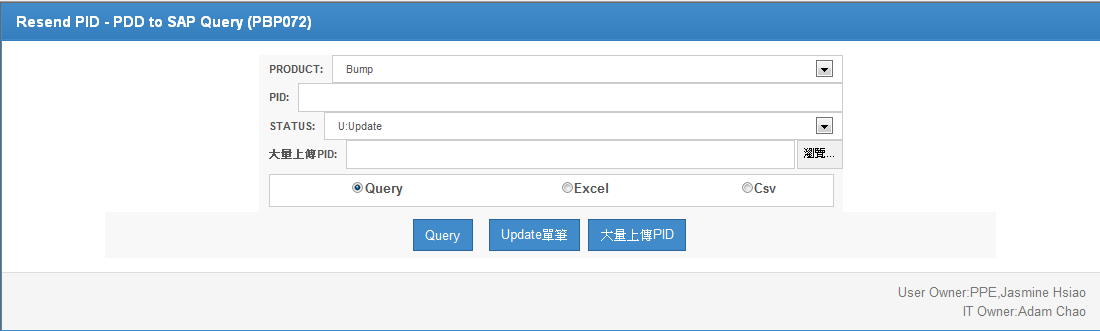 Resend PID - PDD to SAP Query (PBP072)
PRODUCT: Bump
PID:
STATUS: U:Update
大量上傳PID: 瀏覽...
Query Excel Csv
Query Update單筆 大量上傳PID
User Owner:PPE,Jasmine Hsiao
IT Owner:Adam Chao